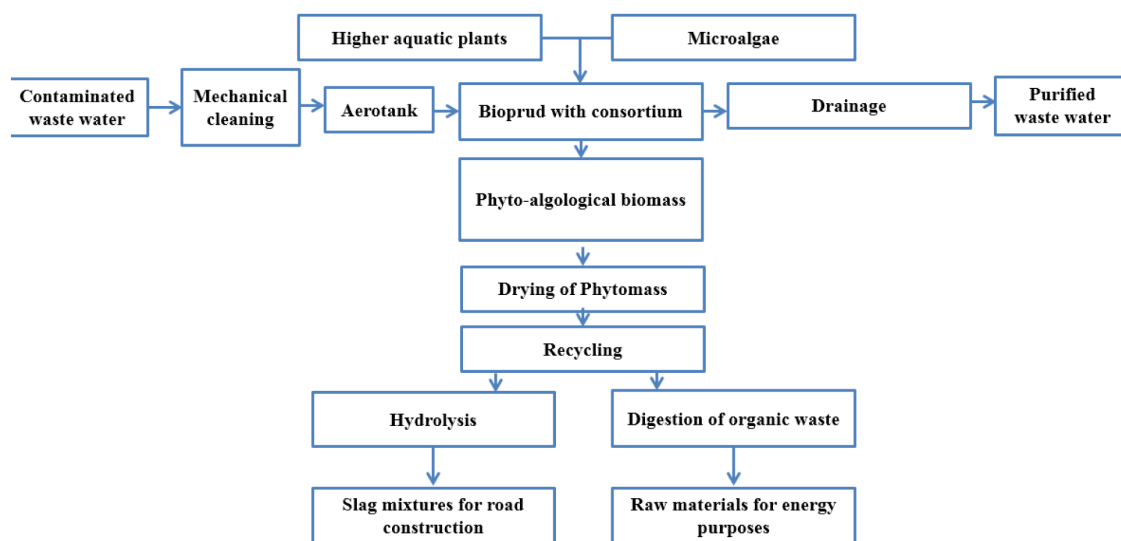 Higher aquatic plants
Microalgae
Contaminated
waste water
Mechanical
cleaning
Aerotank
Bioprud with consortium
Drainage
Purified
waste water
Phyto-algological biomass
Drying of Phytomass
Recycling
Hydrolysis
Digestion of organic waste
Slag mixtures for road
construction
Raw materials for energy
purposes